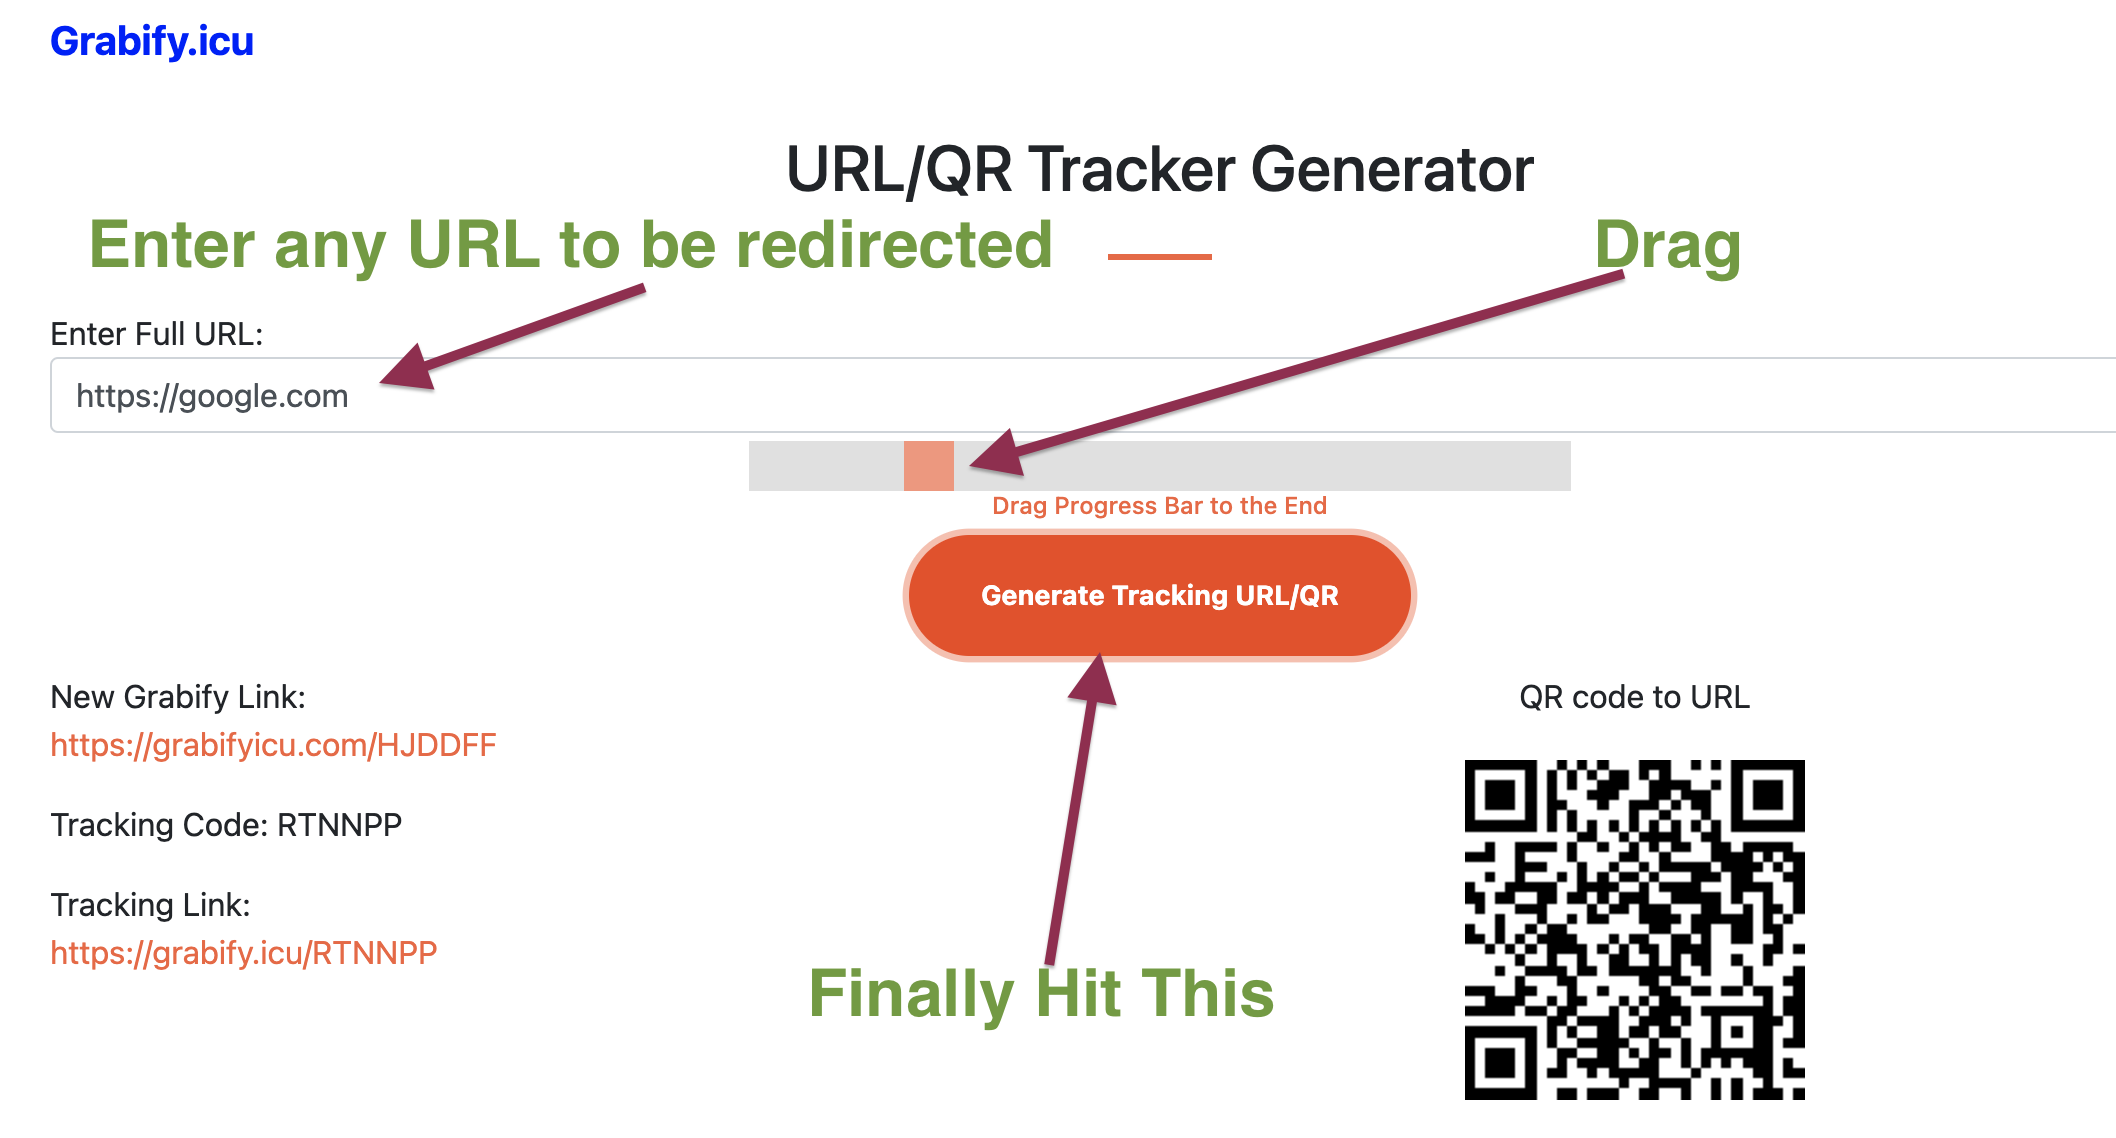 Grabify.icu
URL/QR Tracker Generator
Enter any URL to be redirected
Drag
Enter Full URL:
https://google.com
Drag Progress Bar to the End
Generate Tracking URL/QR
New Grabify Link:
QR code to URL
https://grabifyicu.com/HJDDFF
Tracking Code: RTNNPP
Tracking Link:
https://grabify.icu/RTNNPP
Finally Hit This